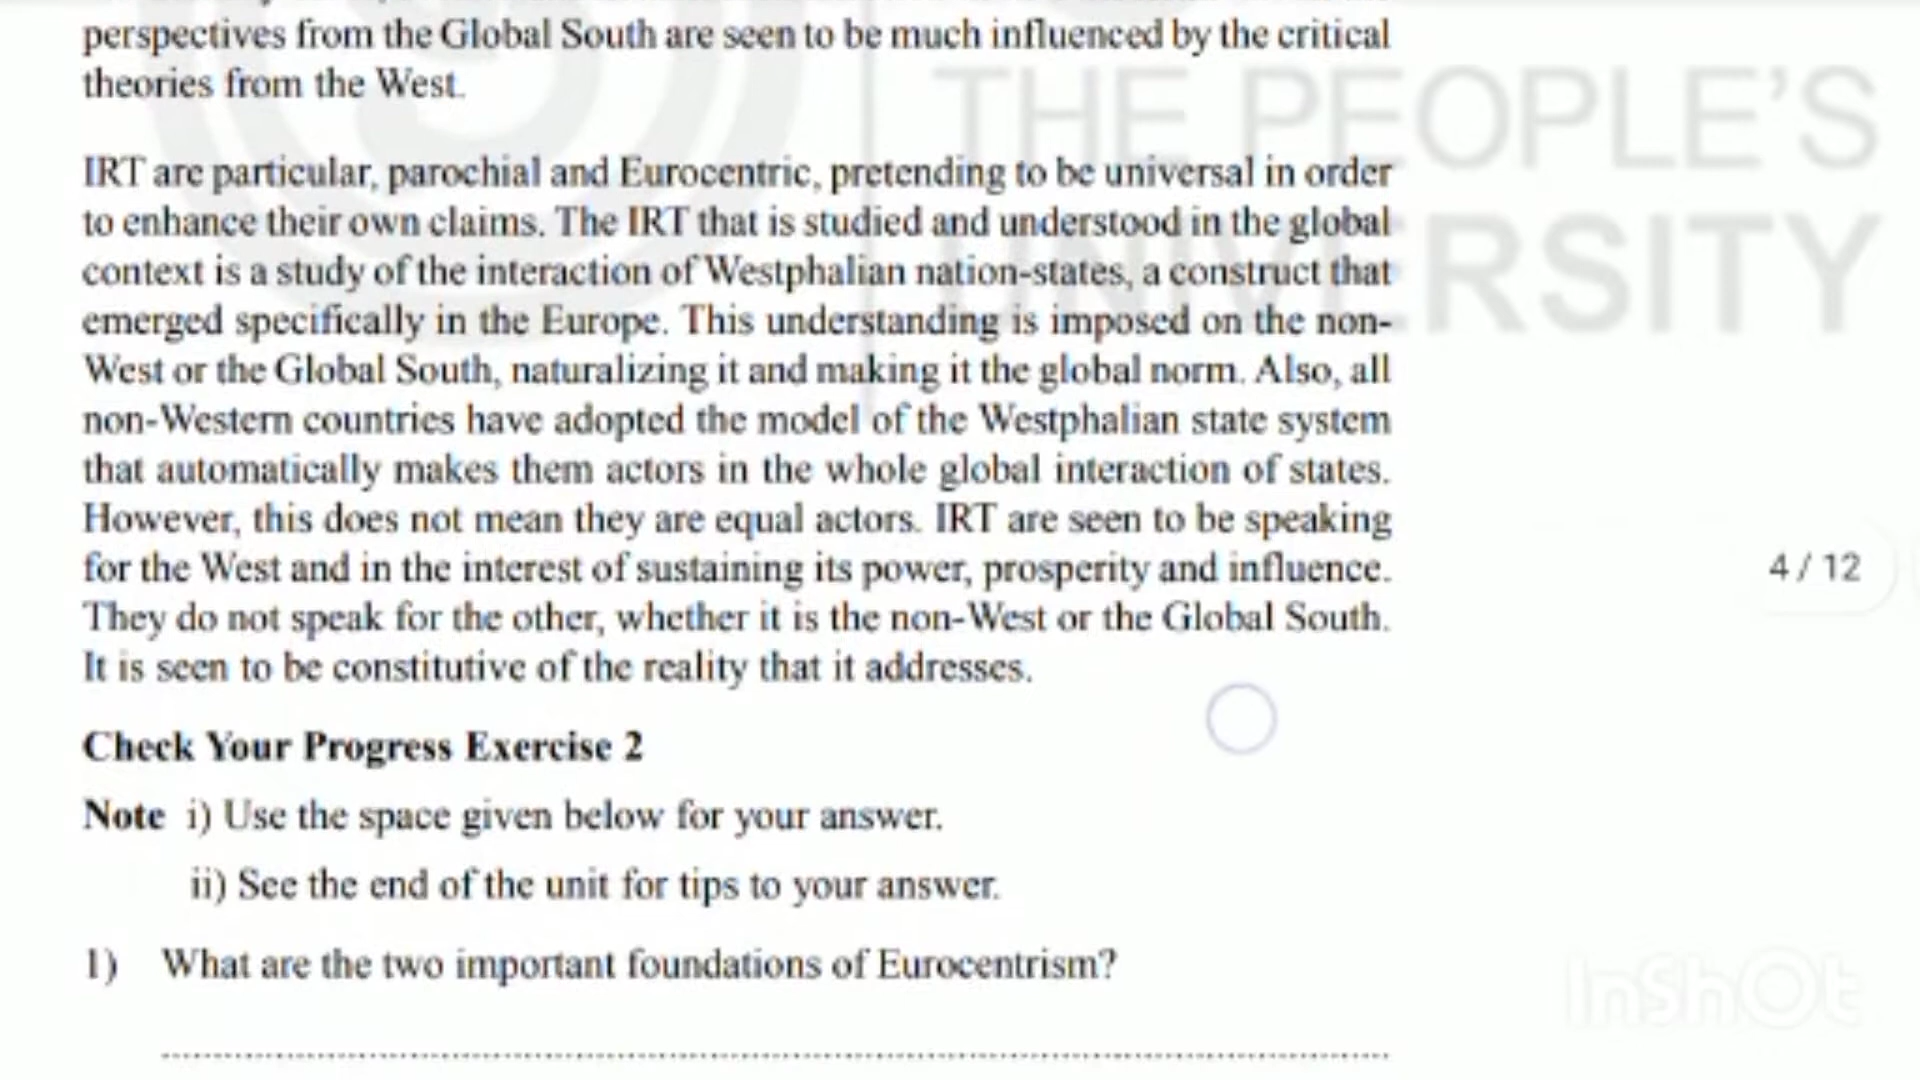 perspectives from the Global South are seen to be much influenced by the critical
theories from the West.
THE PEOPLE'S
UNIVERSITY
IRT are particular, parochial and Eurocentric, pretending to be universal in order
to enhance their own claims. The IRT that is studied and understood in the global
context is a study of the interaction of Westphalian nation-states, a construct that
emerged specifically in the Europe. This understanding is imposed on the non-
West or the Global South, naturalizing it and making it the global norm. Also, all
non-Western countries have adopted the model of the Westphalian state system
that automatically makes them actors in the whole global interaction of states.
However, this does not mean they are equal actors. IRT are seen to be speaking
for the West and in the interest of sustaining its power, prosperity and influence.
They do not speak for the other, whether it is the non-West or the Global South.
It is seen to be constitutive of the reality that it addresses.
4 / 12
Check Your Progress Exercise 2
Note i) Use the space given below for your answer.
ii) See the end of the unit for tips to your answer.
1) What are the two important foundations of Eurocentrism?
InShOt